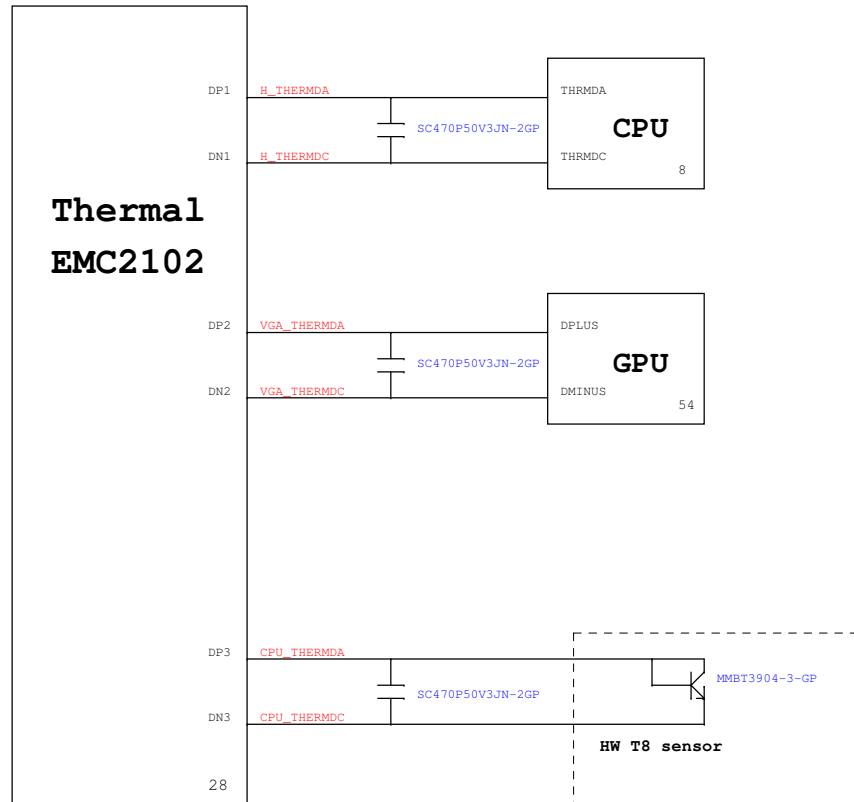 DP1 H_THERMDA THRMDA
SC470P50V3JN-2GP CPU
DN1 H_THERMDC THRMDC
8
Thermal
EMC2102
DP2 VGA_THERMDA DPLUS
SC470P50V3JN-2GP GPU
DN2 VGA_THERMDC DMINUS
54
DP3 CPU_THERMDA
MMBT3904-3-GP
SC470P50V3JN-2GP
DN3 CPU_THERMDC
HW T8 sensor
28